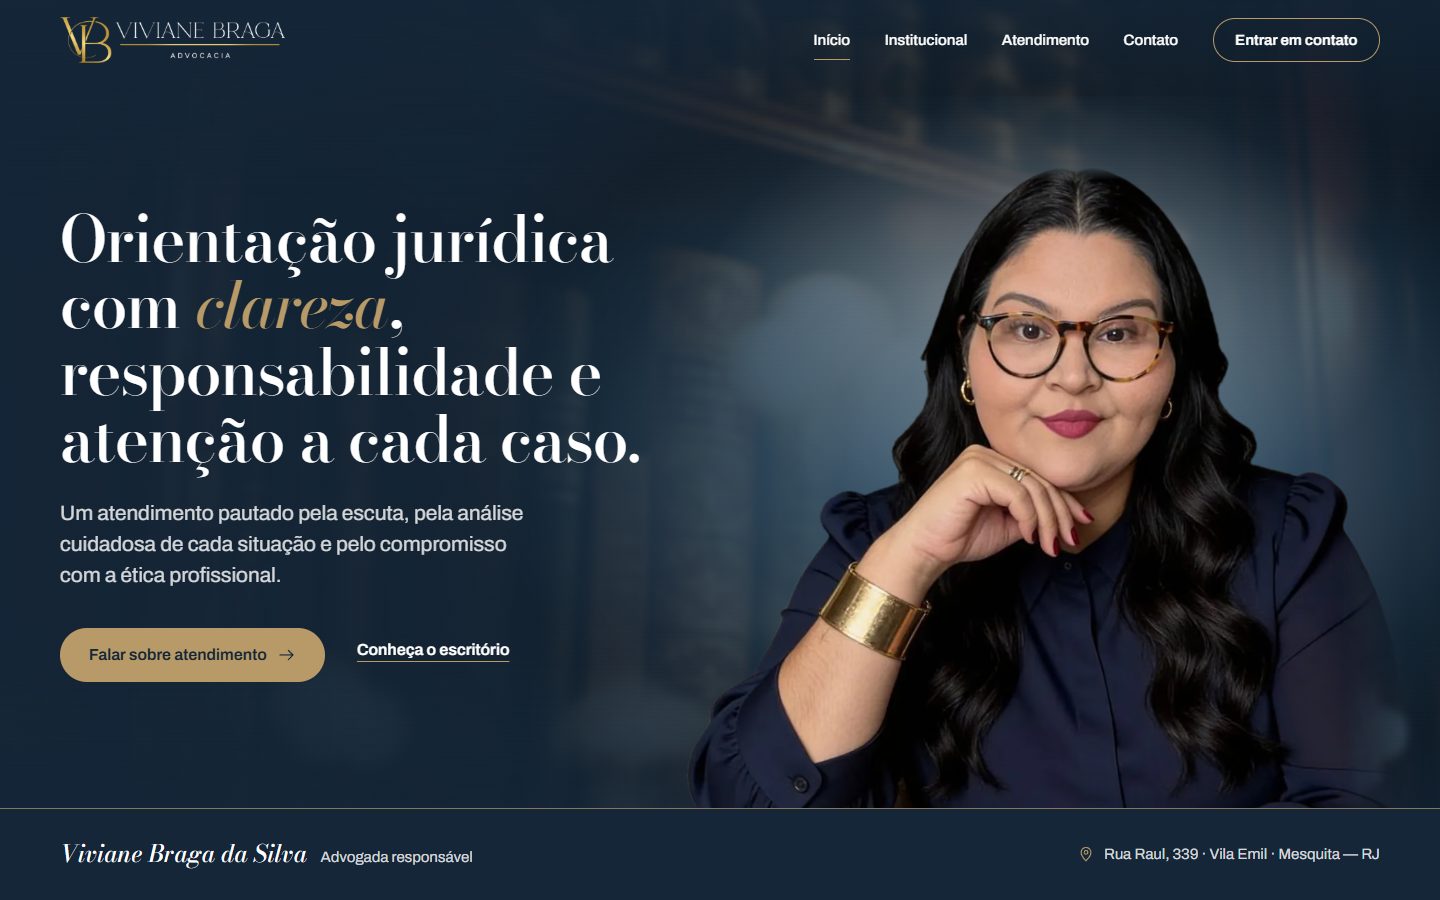 VB VIVIANE BRAGA
ADVOCACIA
Início
Institucional
Atendimento
Contato
Entrar em contato
Orientação jurídica
com clareza,
responsabilidade e
atenção a cada caso.
Um atendimento pautado pela escuta, pela análise
cuidadosa de cada situação e pelo compromisso
com a ética profissional.
Falar sobre atendimento →
Conheça o escritório
Viviane Braga da Silva Advogada responsável
Rua Raul, 339 · Vila Emil · Mesquita — RJ